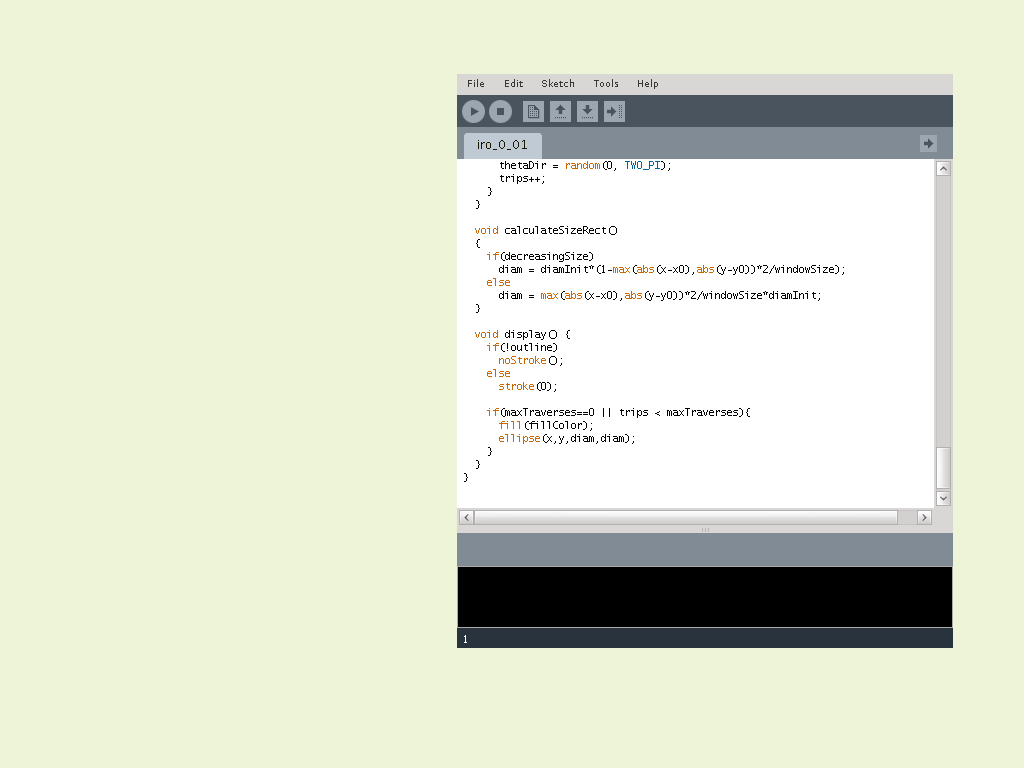 File Edit Sketch Tools Help
iro_0_01
thetaDir = random(0, TWO_PI);
trips++;
}
}
void calculateSizeRect()
{
if(decreasingSize)
diam = diamInit*(1-max(abs(x-x0),abs(y-y0))*2/windowSize);
else
diam = max(abs(x-x0),abs(y-y0))*2/windowSize*diamInit;
}
void display() {
if(!outline)
noStroke();
else
stroke(0);
if(maxTraverses==0 || trips < maxTraverses){
fill(fillColor);
ellipse(x,y,diam,diam);
}
}
}
1